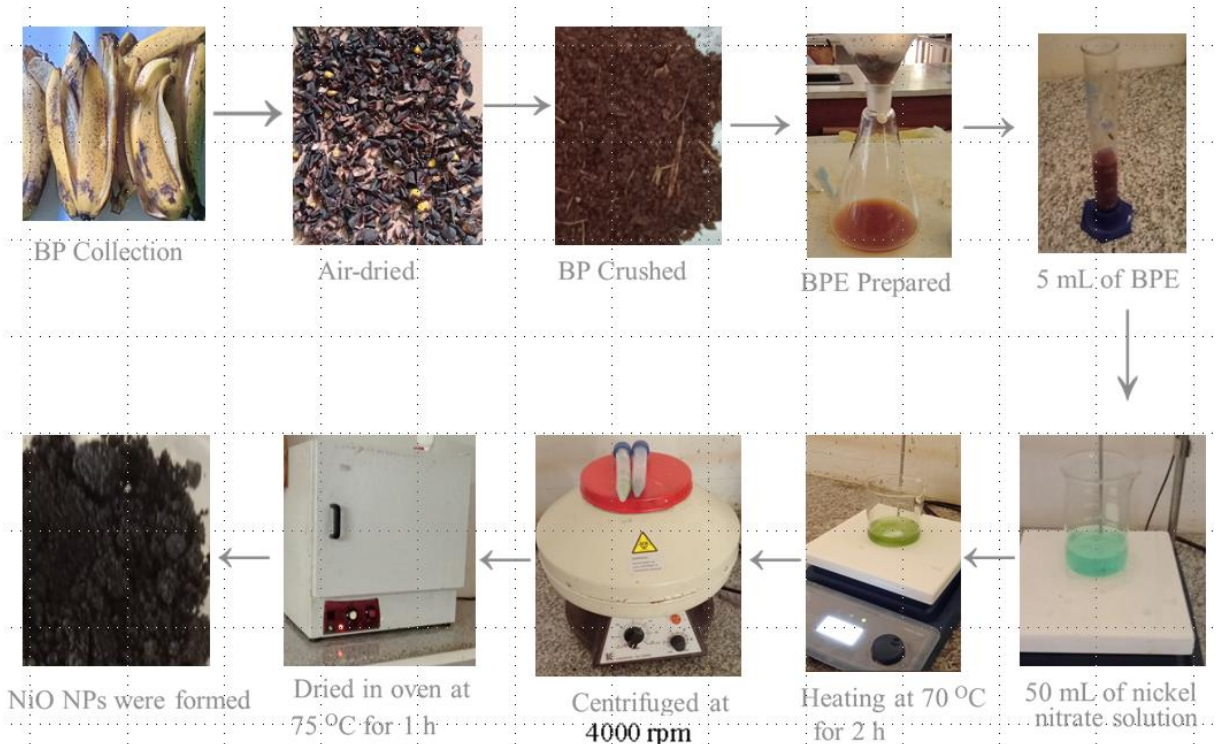 BP Collection
Air-dried
BP Crushed
BPE Prepared
5 mL of BPE
NiO NPs were formed
Dried in oven at
75 ᴼC for 1 h
Centrifuged at
4000 rpm
Heating at 70 ᴼC
for 2 h
50 mL of nickel
nitrate solution